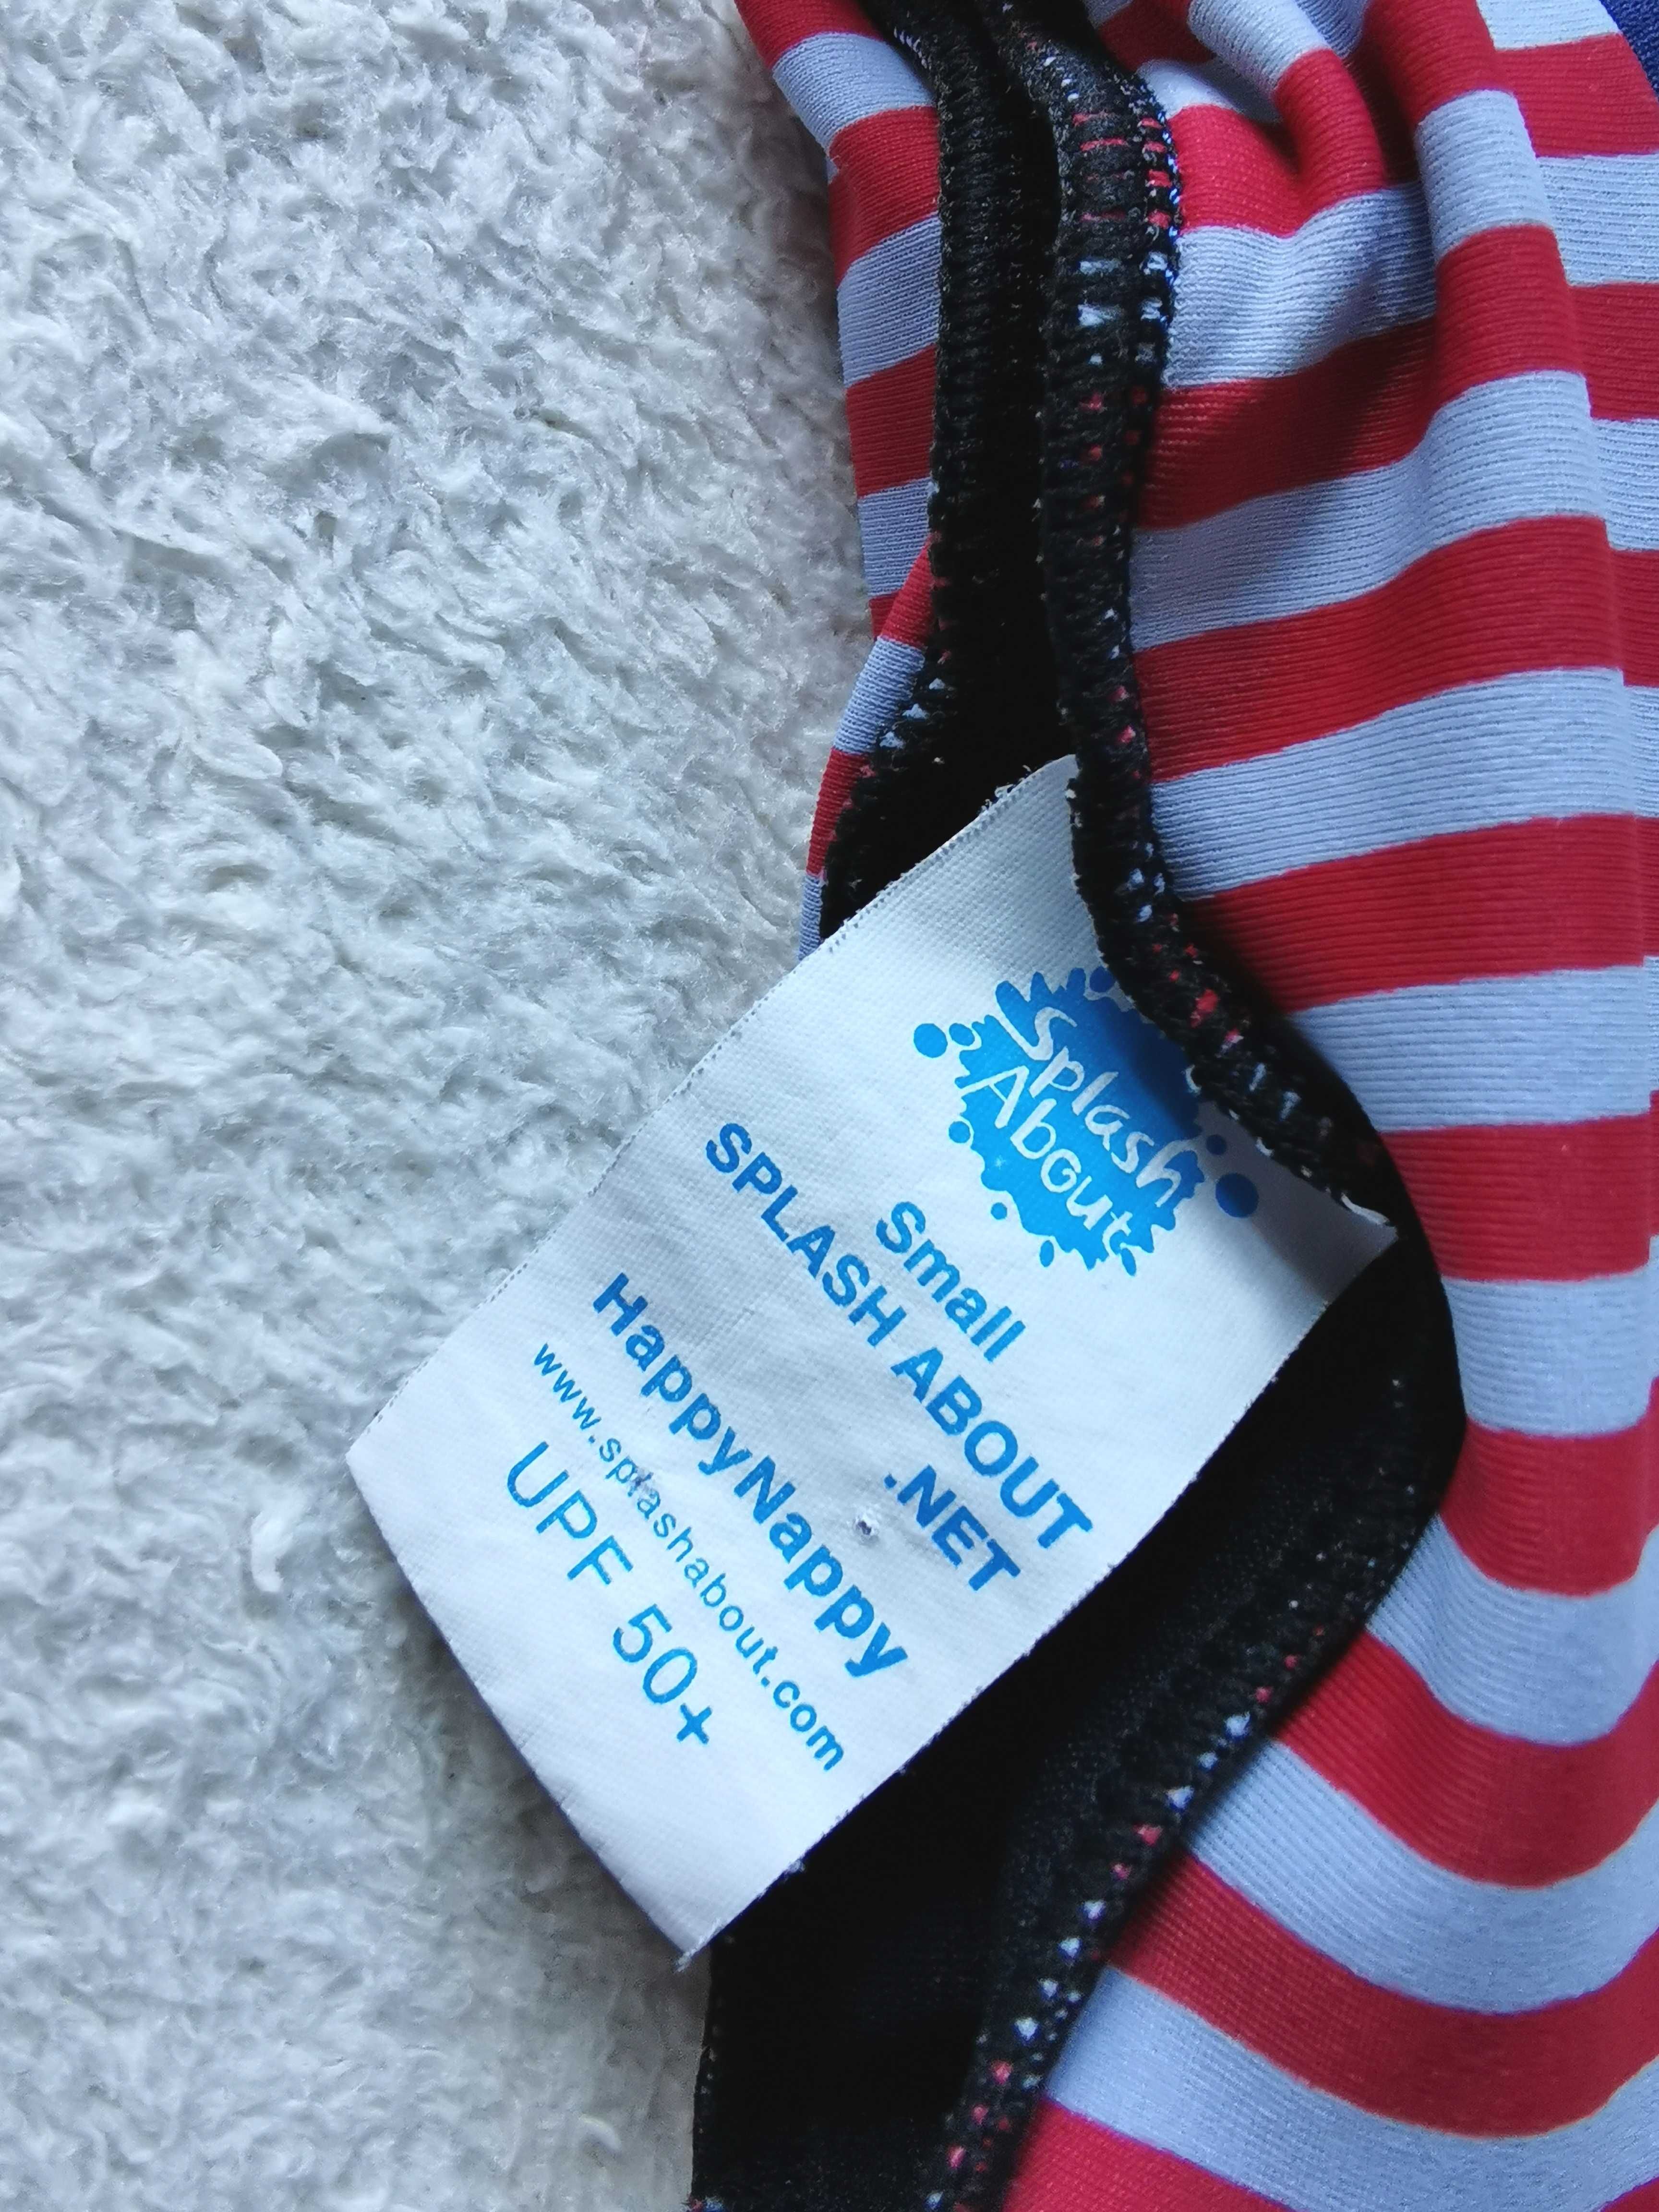 Splash
About
Small
SPLASH ABOUT
.NET
HappyNappy
www.splashabout.com
UPF 50+